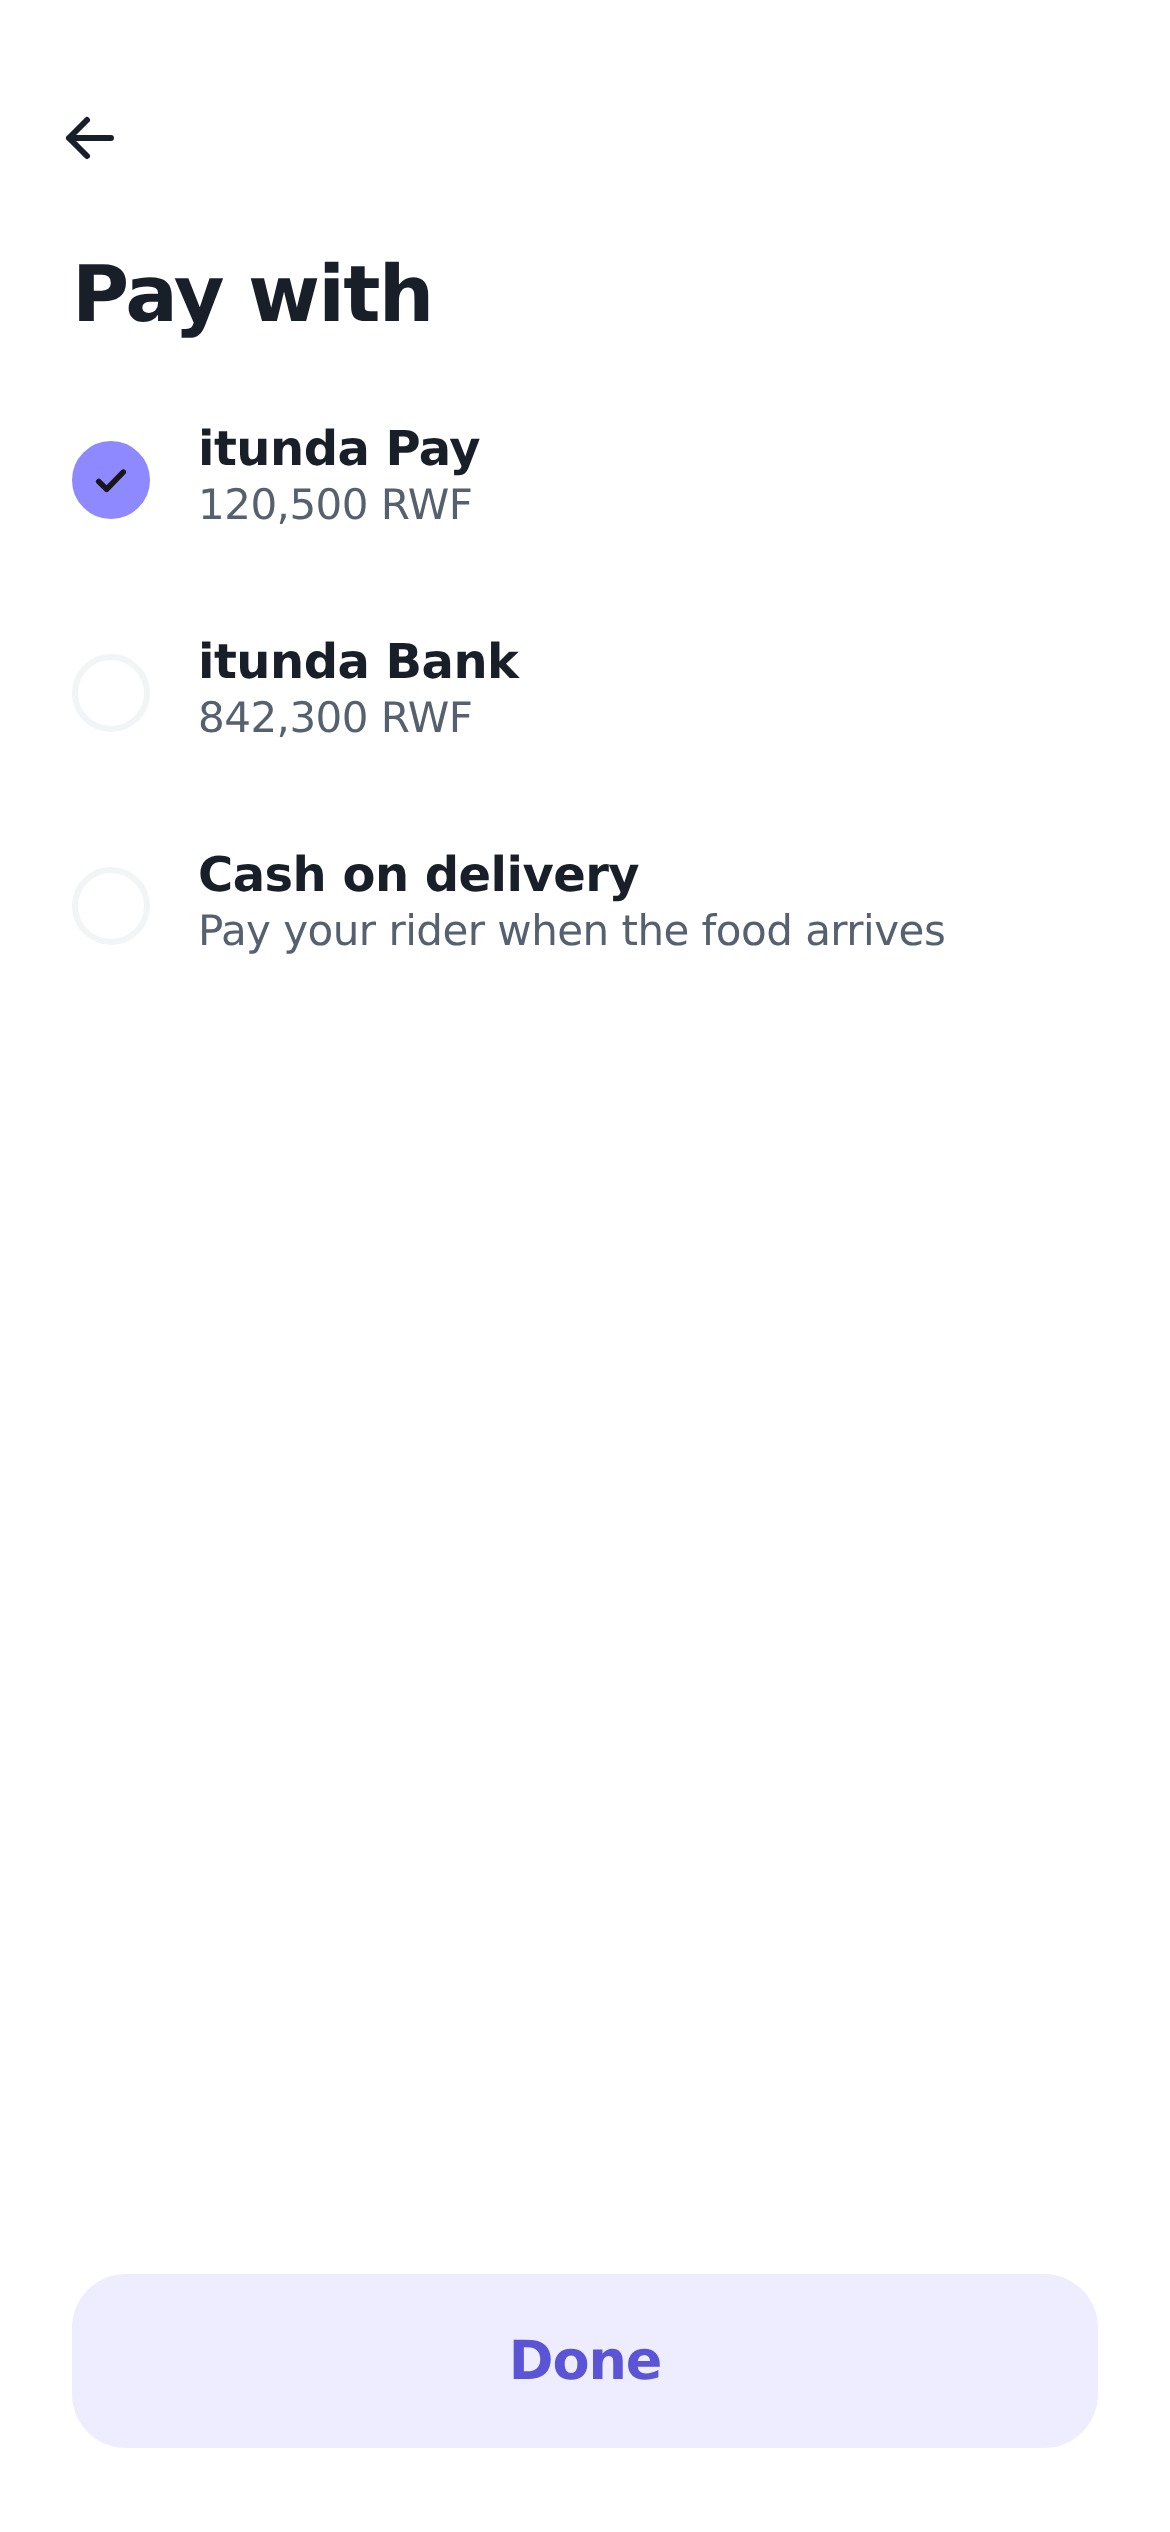 Pay with
itunda Pay
120,500 RWF
itunda Bank
842,300 RWF
Cash on delivery
Pay your rider when the food arrives
Done